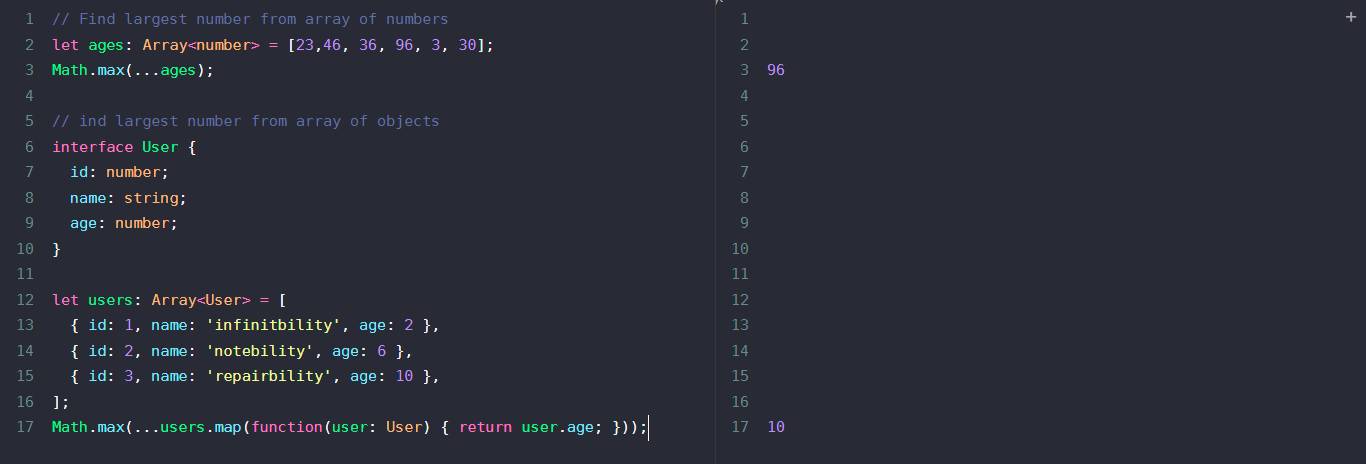 1 // Find largest number from array of numbers
2 let ages: Array<number> = [23,46, 36, 96, 3, 30];
3 Math.max(...ages);
4
5 // ind largest number from array of objects
6 interface User {
7   id: number;
8   name: string;
9   age: number;
10 }
11
12 let users: Array<User> = [
13   { id: 1, name: 'infinitbility', age: 2 },
14   { id: 2, name: 'notebility', age: 6 },
15   { id: 3, name: 'repairbility', age: 10 },
16 ];
17 Math.max(...users.map(function(user: User) { return user.age; }));
+
1
2
3 96
4
5
6
7
8
9
10
11
12
13
14
15
16
17 10